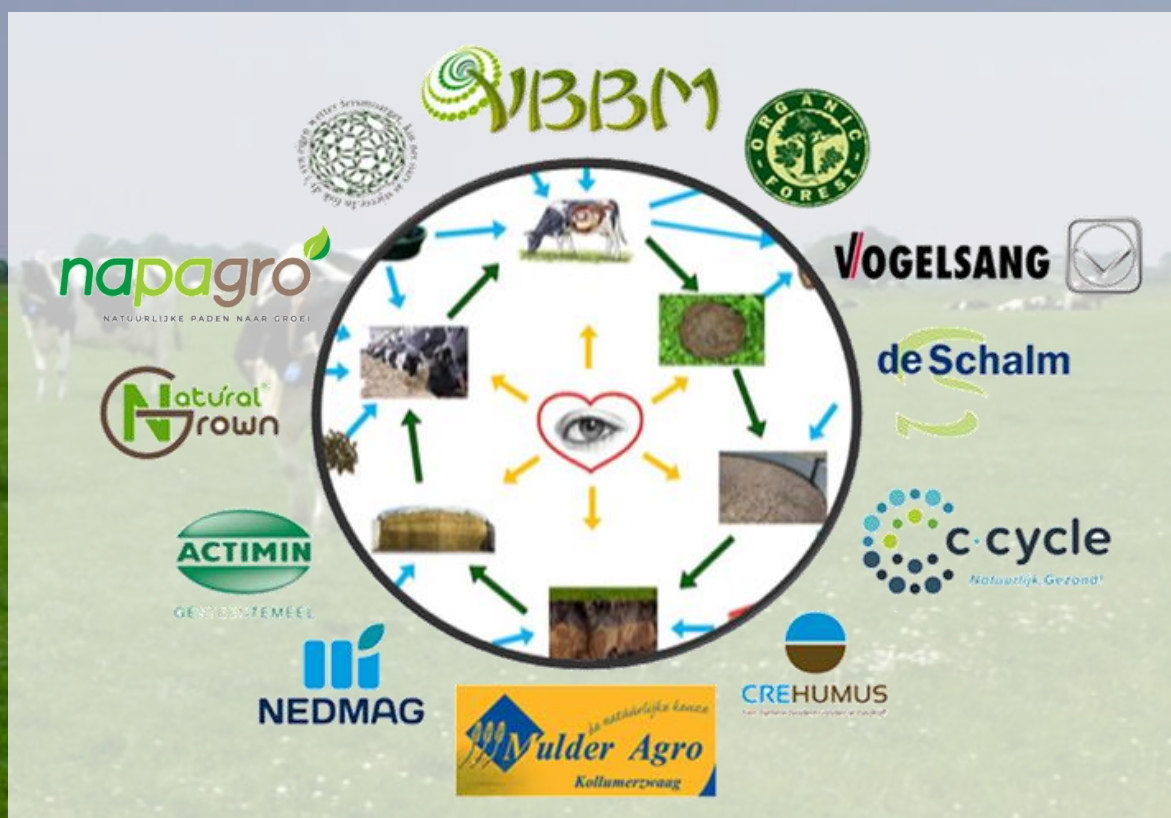 VBBM
ORGANIC
FOREST
VOGELSANG
napagro
NATUURLIJKE PADEN NAAR GROEI
de Schalm
Natural
Grown
c·cycle
Natuurlijk, Gezond!
ACTIMIN
CREHUMUS
NEDMAG
de natuurlijke keuze
Mulder Agro
Kollumerzwaag